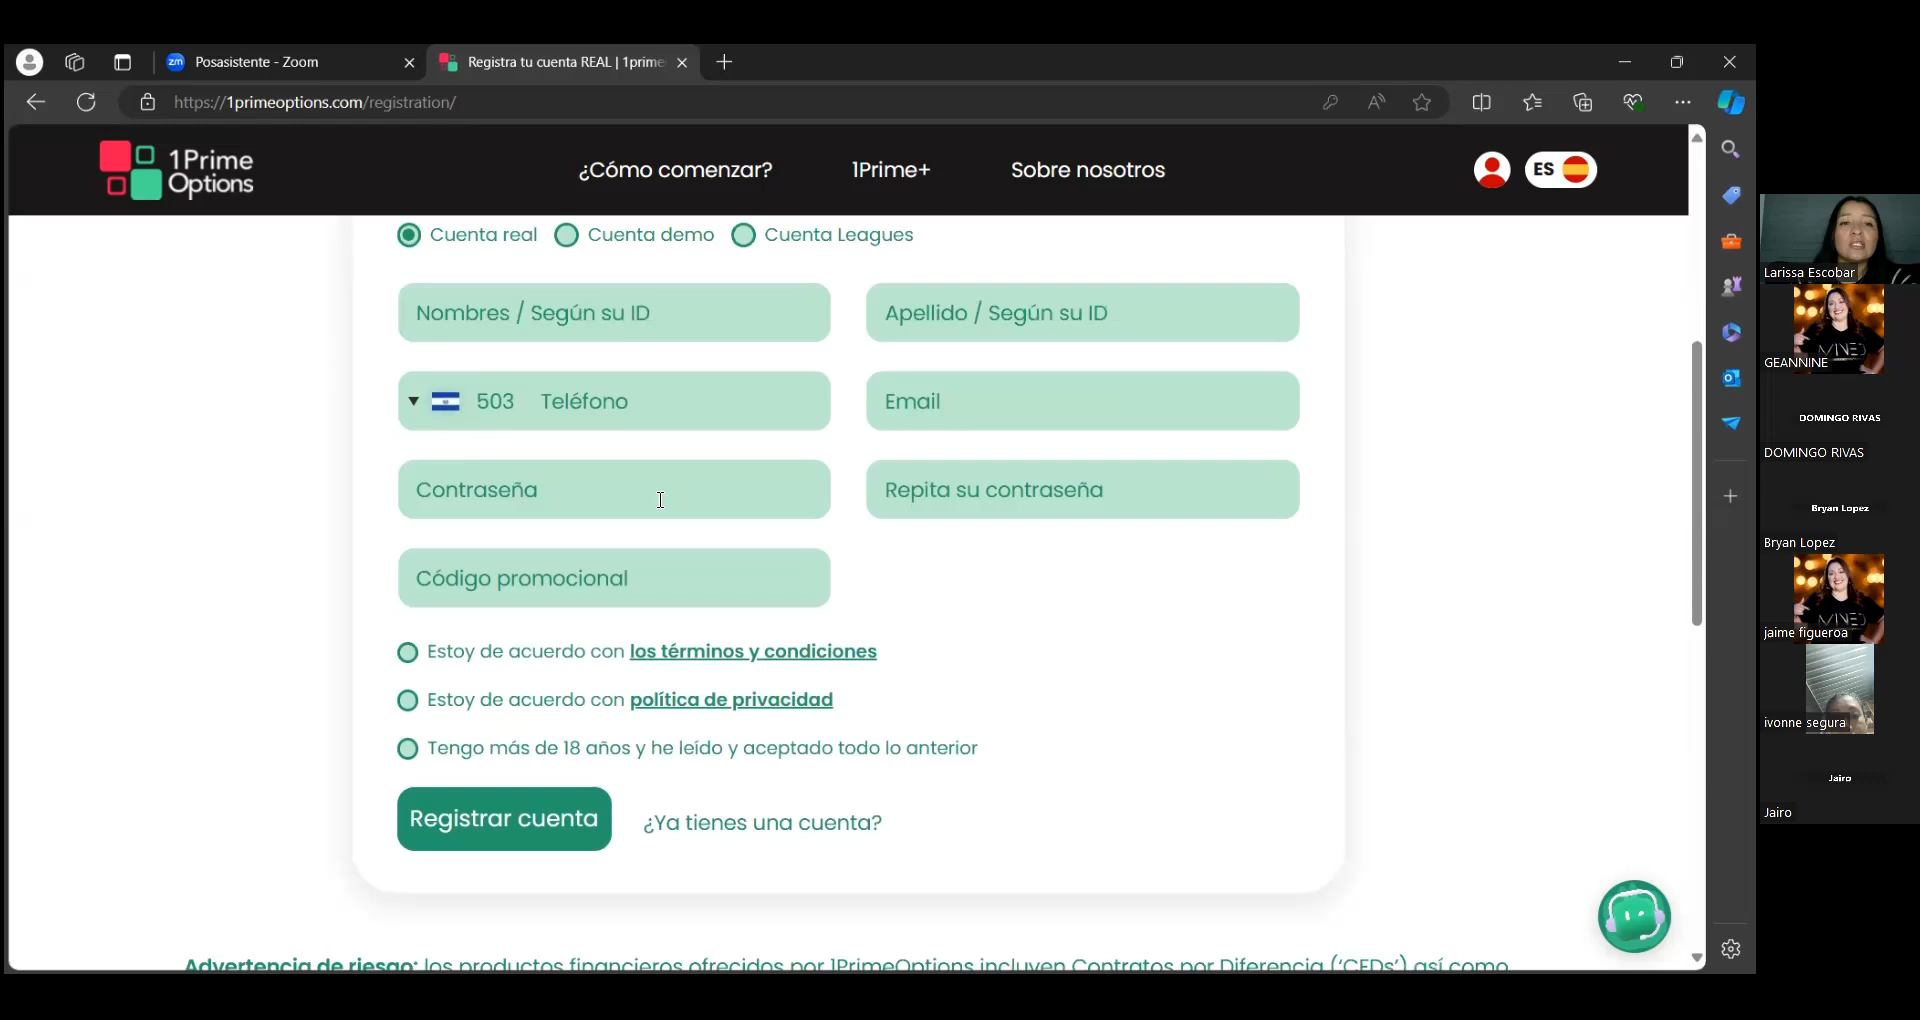 Posasistente - Zoom
Registra tu cuenta REAL | 1prime
https://1primeoptions.com/registration/
1Prime
Options
¿Cómo comenzar?
1Prime+
Sobre nosotros
ES
Cuenta real
Cuenta demo
Cuenta Leagues
Nombres / Según su ID
Apellido / Según su ID
503 Teléfono
Email
Contraseña
Repita su contraseña
Código promocional
Estoy de acuerdo con los términos y condiciones
Estoy de acuerdo con política de privacidad
Tengo más de 18 años y he leído y aceptado todo lo anterior
Registrar cuenta
¿Ya tienes una cuenta?
Advertencia de riesgo: los productos financieros ofrecidos por 1PrimeOptions incluyen Contratos por Diferencia ('CFDs') así como
Larissa Escobar
GEANNINE
DOMINGO RIVAS
DOMINGO RIVAS
Bryan Lopez
Bryan Lopez
jaime figueroa
ivonne segura
Jairo
Jairo